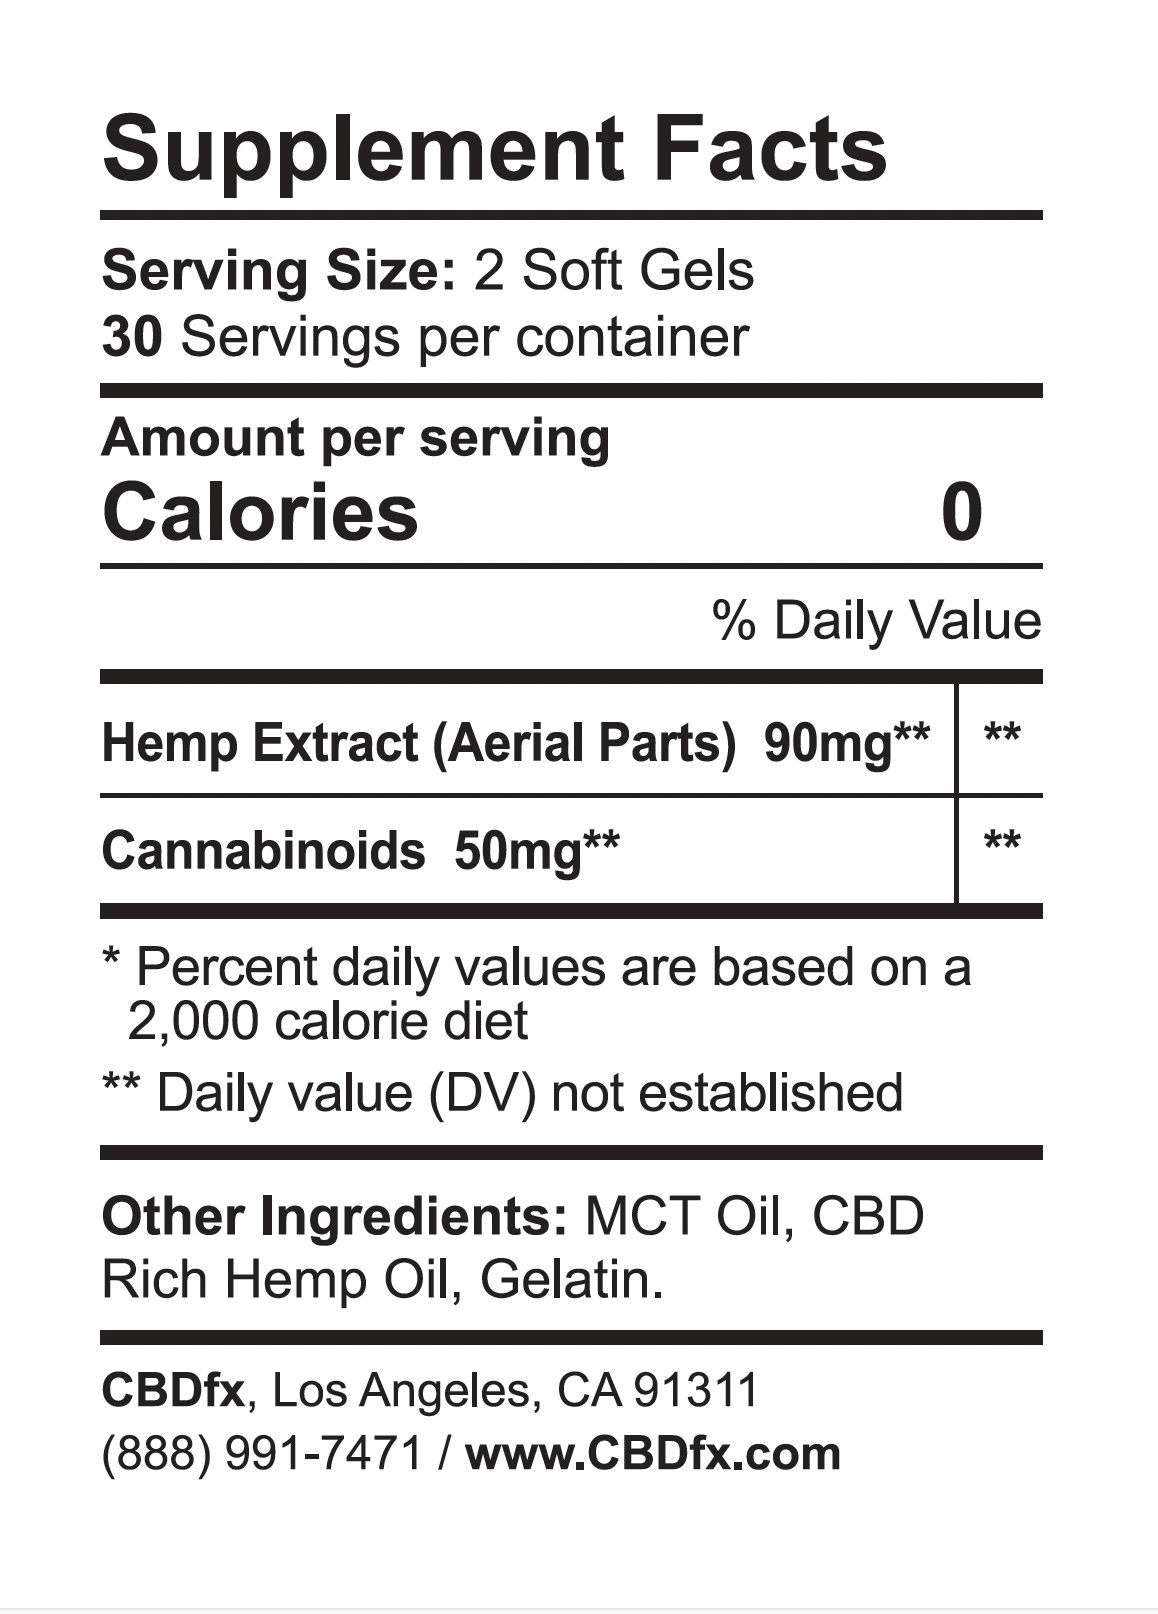 Supplement Facts
Serving Size: 2 Soft Gels
30 Servings per container
Amount per serving
Calories 0
% Daily Value
Hemp Extract (Aerial Parts) 90mg** **
Cannabinoids 50mg** **
* Percent daily values are based on a
2,000 calorie diet
** Daily value (DV) not established
Other Ingredients: MCT Oil, CBD
Rich Hemp Oil, Gelatin.
CBDfx, Los Angeles, CA 91311
(888) 991-7471 / www.CBDfx.com